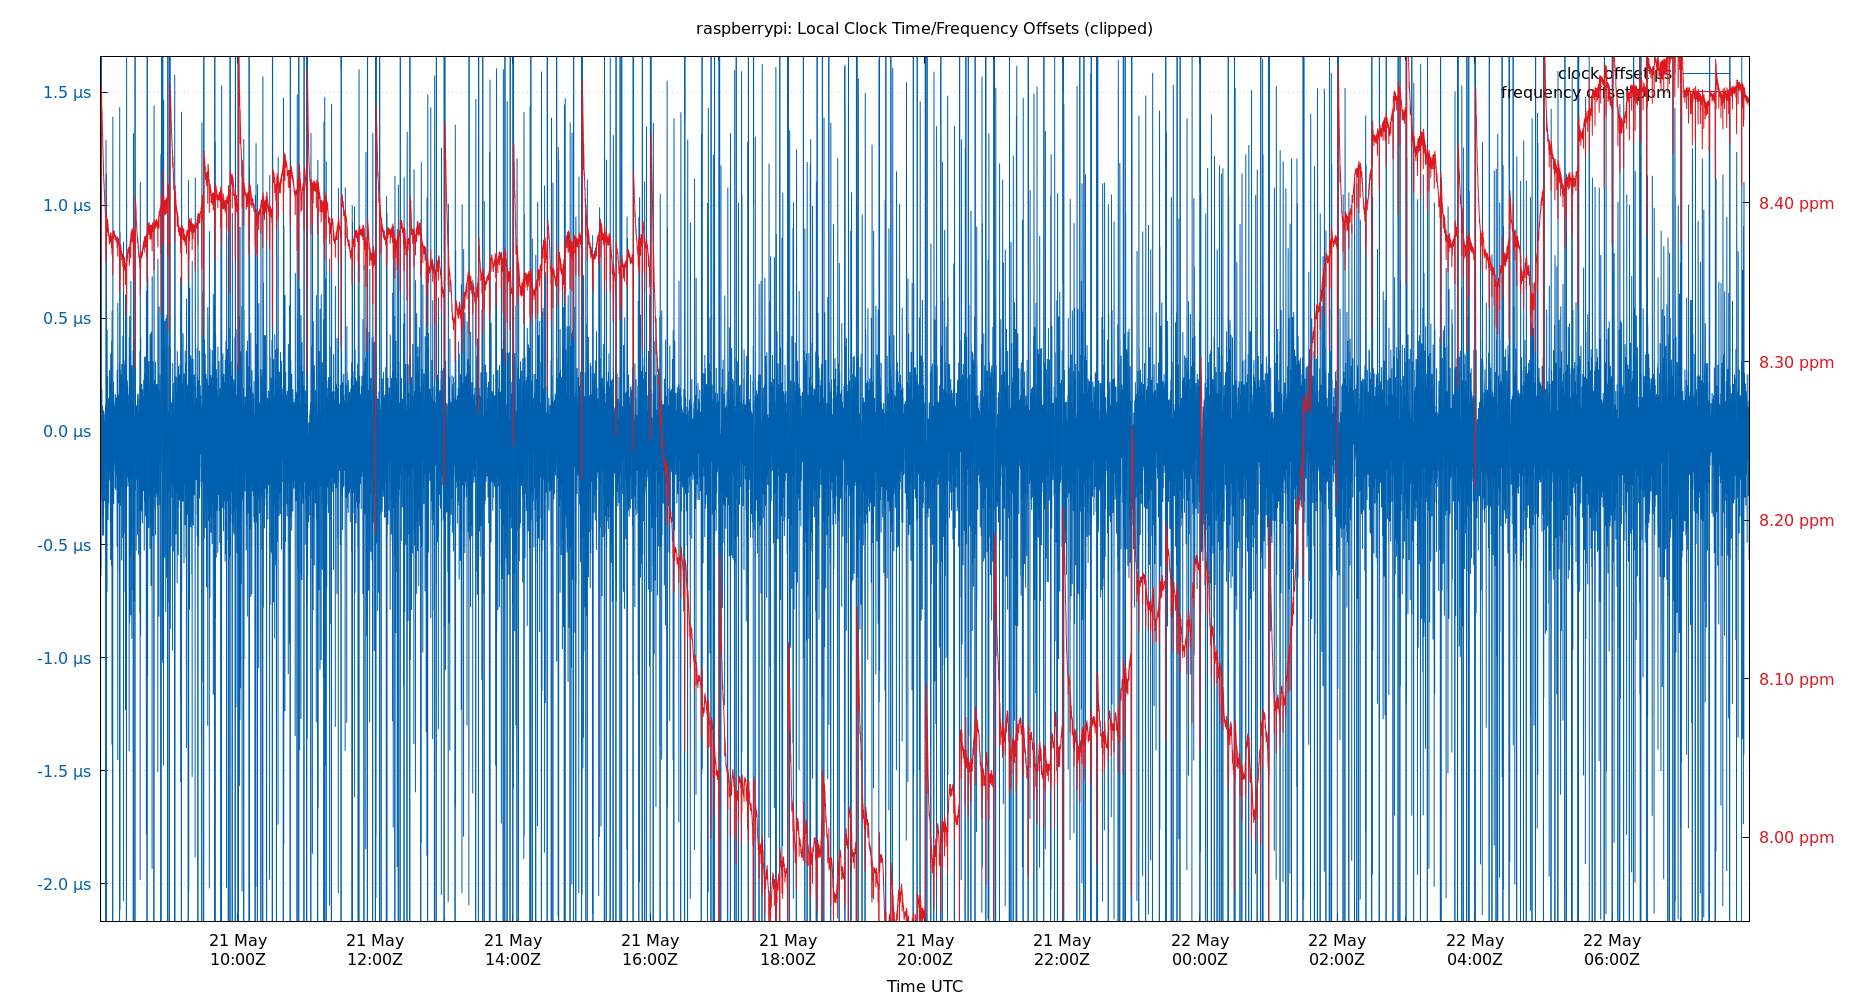 raspberrypi: Local Clock Time/Frequency Offsets (clipped)
clock offset µs
frequency offset ppm
1.5 µs
1.0 µs
0.5 µs
0.0 µs
-0.5 µs
-1.0 µs
-1.5 µs
-2.0 µs
8.40 ppm
8.30 ppm
8.20 ppm
8.10 ppm
8.00 ppm
21 May
10:00Z
21 May
12:00Z
21 May
14:00Z
21 May
16:00Z
21 May
18:00Z
21 May
20:00Z
21 May
22:00Z
22 May
00:00Z
22 May
02:00Z
22 May
04:00Z
22 May
06:00Z
Time UTC